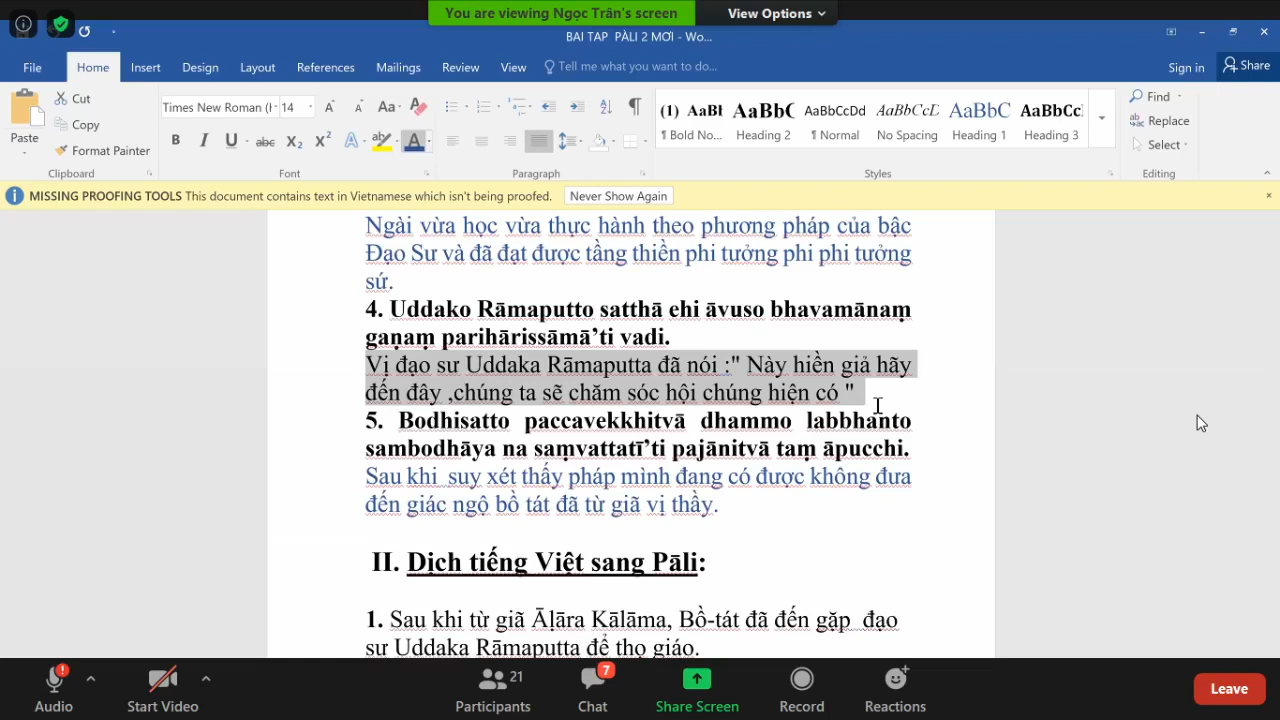 You are viewing Ngọc Trân's screen
View Options
BAI TAP PÀLI 2 MƠI - Wo...
File Home Insert Design Layout References Mailings Review View Tell me what you want to do... Sign in Share
Paste
Cut
Copy
Format Painter
Clipboard
Times New Roman (H 14
Font
Paragraph
(1) AaBl AaBbC AaBbCcDd AaBbCcD AaBbC AaBbCc
¶ Bold No... Heading 2 ¶ Normal No Spacing Heading 1 Heading 3
Styles
Find
Replace
Select
Editing
MISSING PROOFING TOOLS This document contains text in Vietnamese which isn't being proofed. Never Show Again
Ngài vừa học vừa thực hành theo phương pháp của bậc
Đạo Sư và đã đạt được tầng thiền phi tưởng phi phi tưởng
sứ.
4. Uddako Rāmaputto satthā ehi āvuso bhavamānaṃ
gaṇaṃ parihārissāmā’ti vadi.
Vị đạo sư Uddaka Rāmaputta đã nói :" Này hiền giả hãy
đến đây ,chúng ta sẽ chăm sóc hội chúng hiện có "
5. Bodhisatto paccavekkhitvā dhammo labbhanto
sambodhāya na saṃvattatī’ti pajānitvā taṃ āpucchi.
Sau khi suy xét thấy pháp mình đang có được không đưa
đến giác ngộ bồ tát đã từ giã vị thầy.
II. Dịch tiếng Việt sang Pāli:
1. Sau khi từ giã Āḷāra Kālāma, Bồ-tát đã đến gặp đạo
sư Uddaka Rāmaputta để thọ giáo.
Audio
Start Video
Participants 21
Chat 7
Share Screen
Record
Reactions
Leave